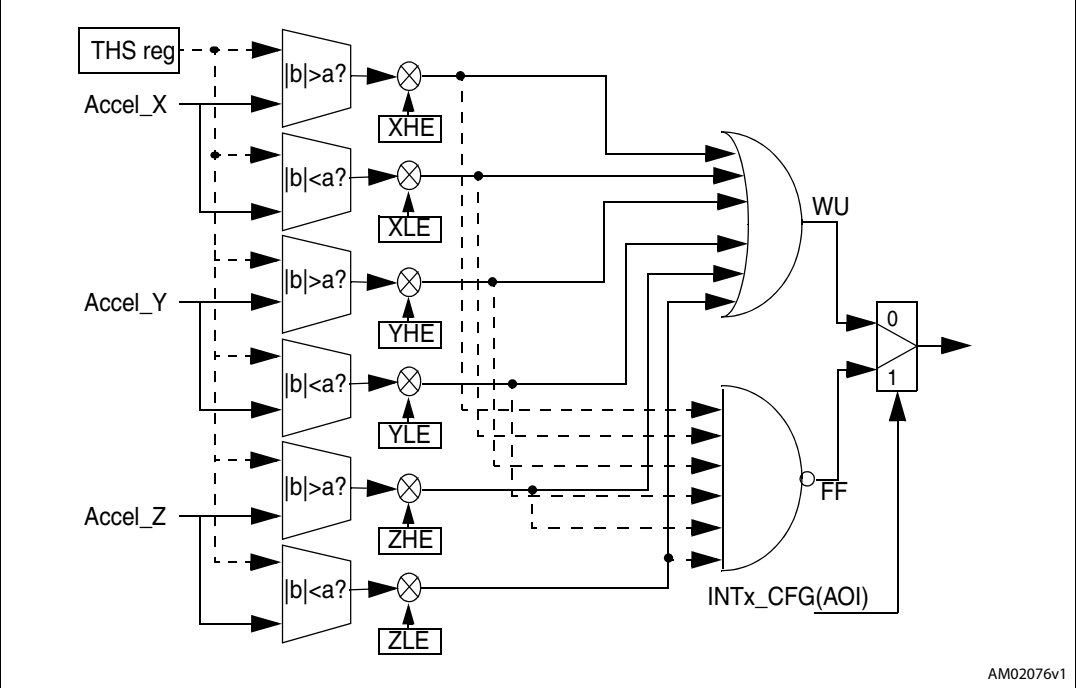 THS reg
|b|>a?
Accel_X
XHE
|b|<a?
XLE
WU
|b|>a?
Accel_Y
YHE
0
|b|<a?
1
YLE
|b|>a?
FF
Accel_Z
ZHE
|b|<a?
INTx_CFG(AOI)
ZLE
AM02076v1